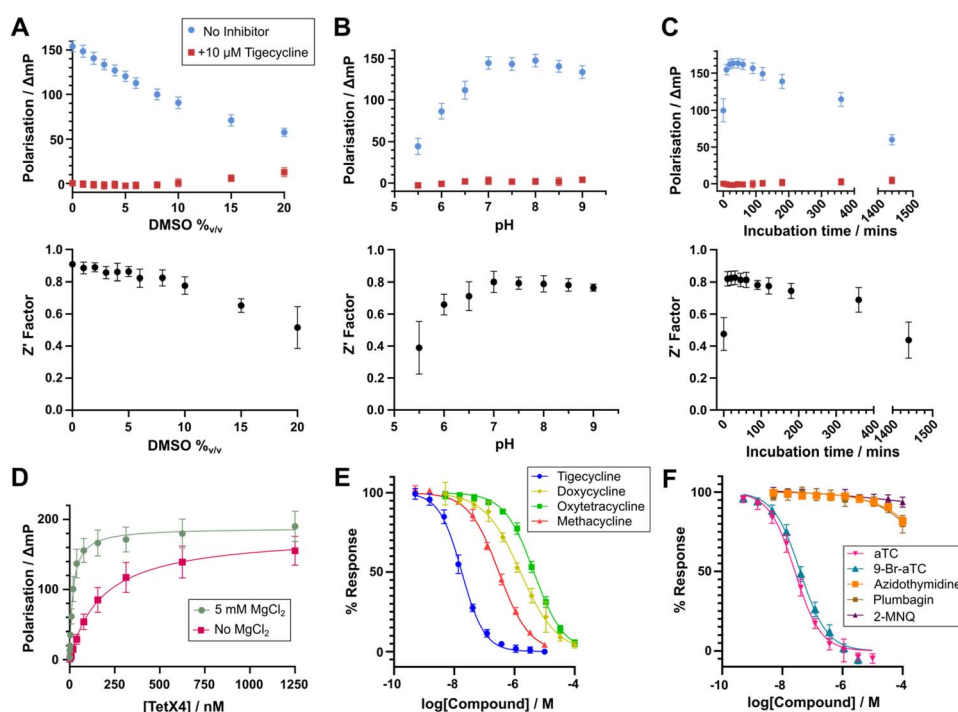 A
No Inhibitor
+10 μM Tigecycline
Polarisation / ΔmP
150
100
50
0
0 5 10 15 20
DMSO %v/v
Z' Factor
1.0
0.8
0.6
0.4
0.2
0.0
0 5 10 15 20
DMSO %v/v
B
Polarisation / ΔmP
150
100
50
0
5 6 7 8 9
pH
Z' Factor
1.0
0.8
0.6
0.4
0.2
0.0
5 6 7 8 9
pH
C
Polarisation / ΔmP
150
100
50
0
0 100 200 300 400 1400 1500
Incubation time / mins
Z' Factor
1.0
0.8
0.6
0.4
0.2
0.0
0 100 200 300 400 1400 1500
Incubation time / mins
D
Polarisation / ΔmP
200
150
100
50
0
0 250 500 750 1000 1250
[TetX4] / nM
5 mM MgCl2
No MgCl2
E
Tigecycline
Doxycycline
Oxytetracycline
Methacycline
% Response
100
50
0
-10 -8 -6 -4
log[Compound] / M
F
% Response
100
50
0
-10 -8 -6 -4
log[Compound] / M
aTC
9-Br-aTC
Azidothymidine
Plumbagin
2-MNQ